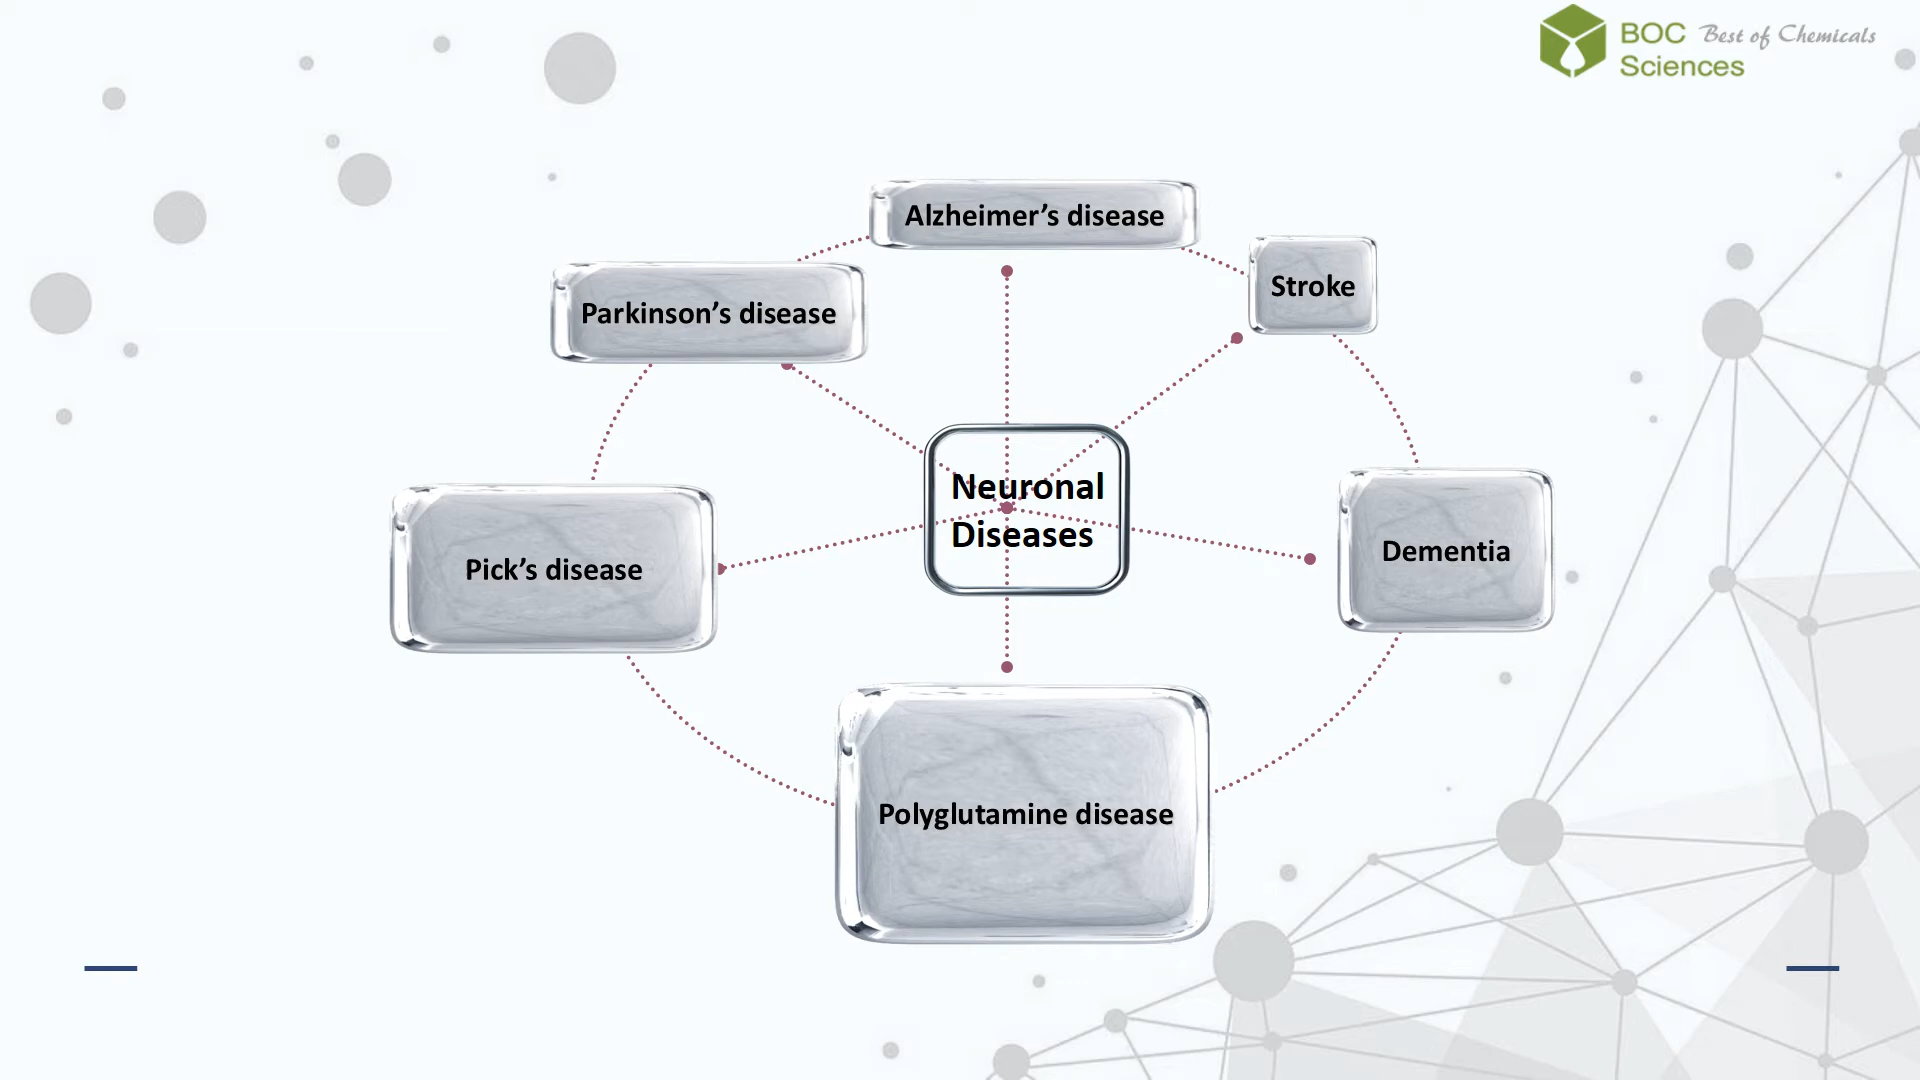 BOC Best of Chemicals
Sciences
Alzheimer’s disease
Stroke
Parkinson’s disease
Neuronal
Diseases
Dementia
Pick’s disease
Polyglutamine disease